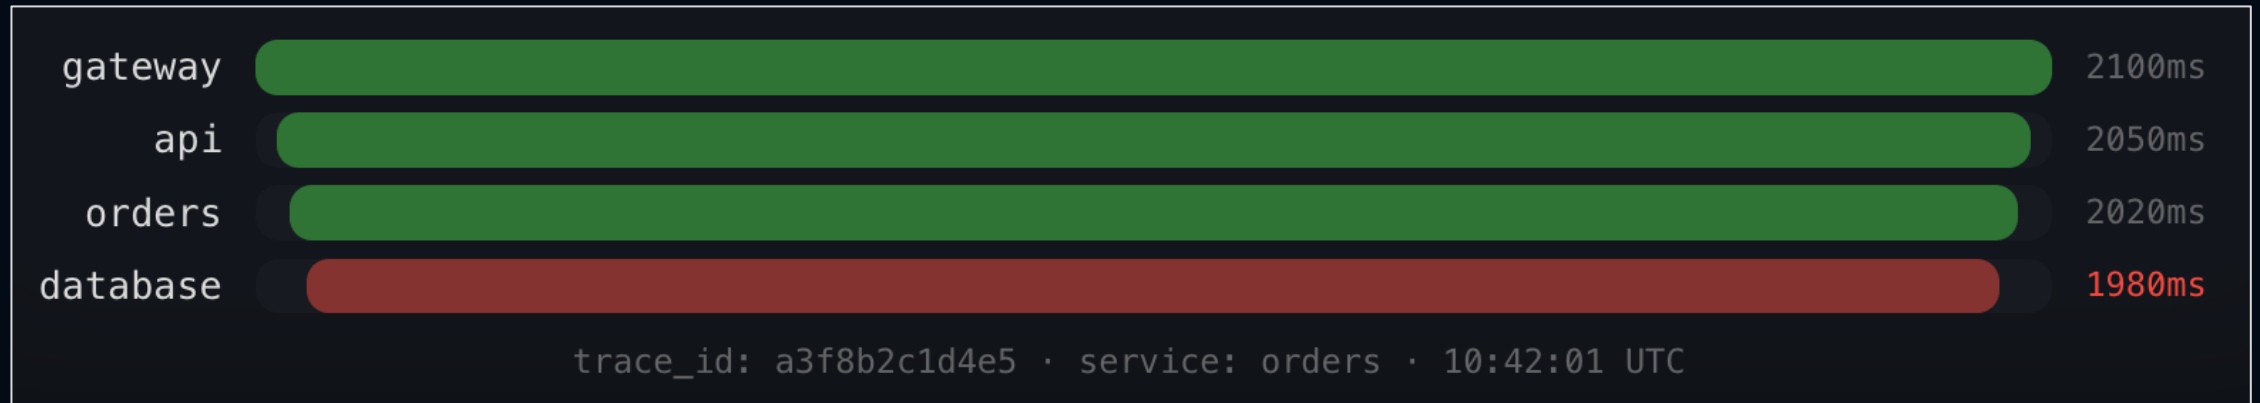 gateway 2100ms
api 2050ms
orders 2020ms
database 1980ms
trace_id: a3f8b2c1d4e5 · service: orders · 10:42:01 UTC